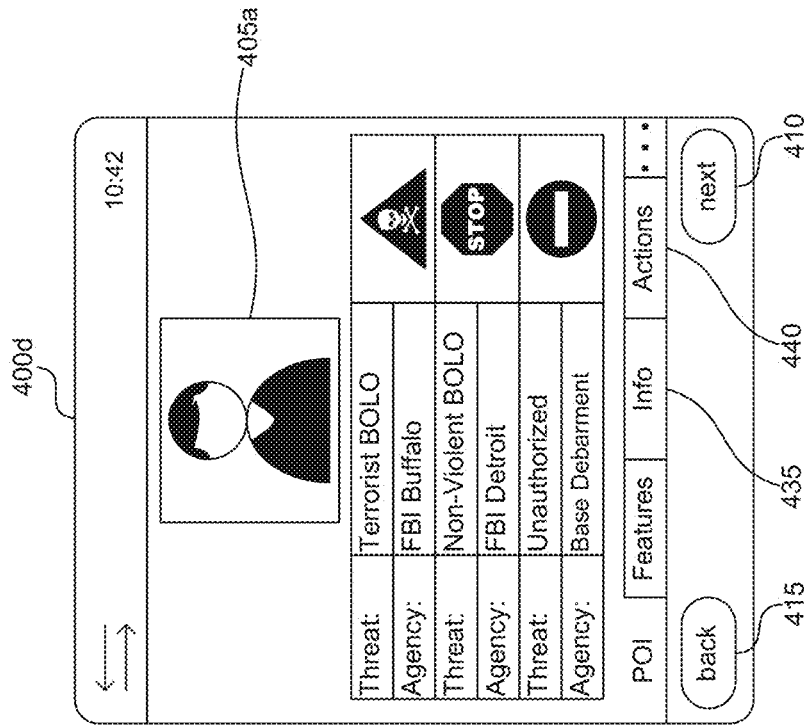 400d
10:42
405a
Threat: Terrorist BOLO
Agency: FBI Buffalo
Threat: Non-Violent BOLO
STOP
Agency: FBI Detroit
Threat: Unauthorized
Agency: Base Debarment
POI Features Info Actions
back next
415 435 440 410